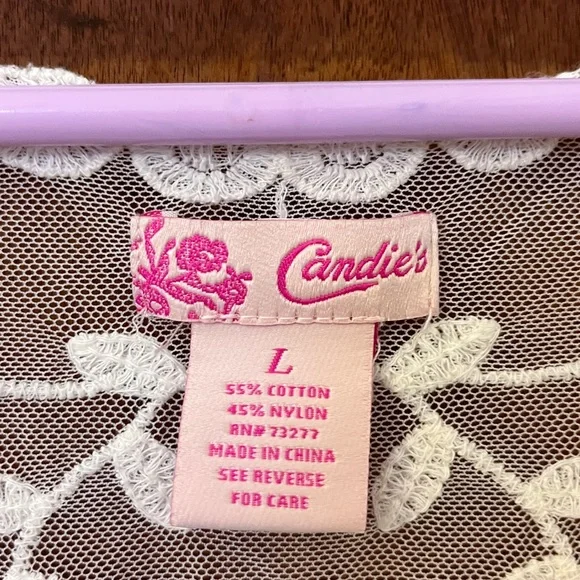 Candie's
L
55% COTTON
45% NYLON
RN# 73277
MADE IN CHINA
SEE REVERSE
FOR CARE